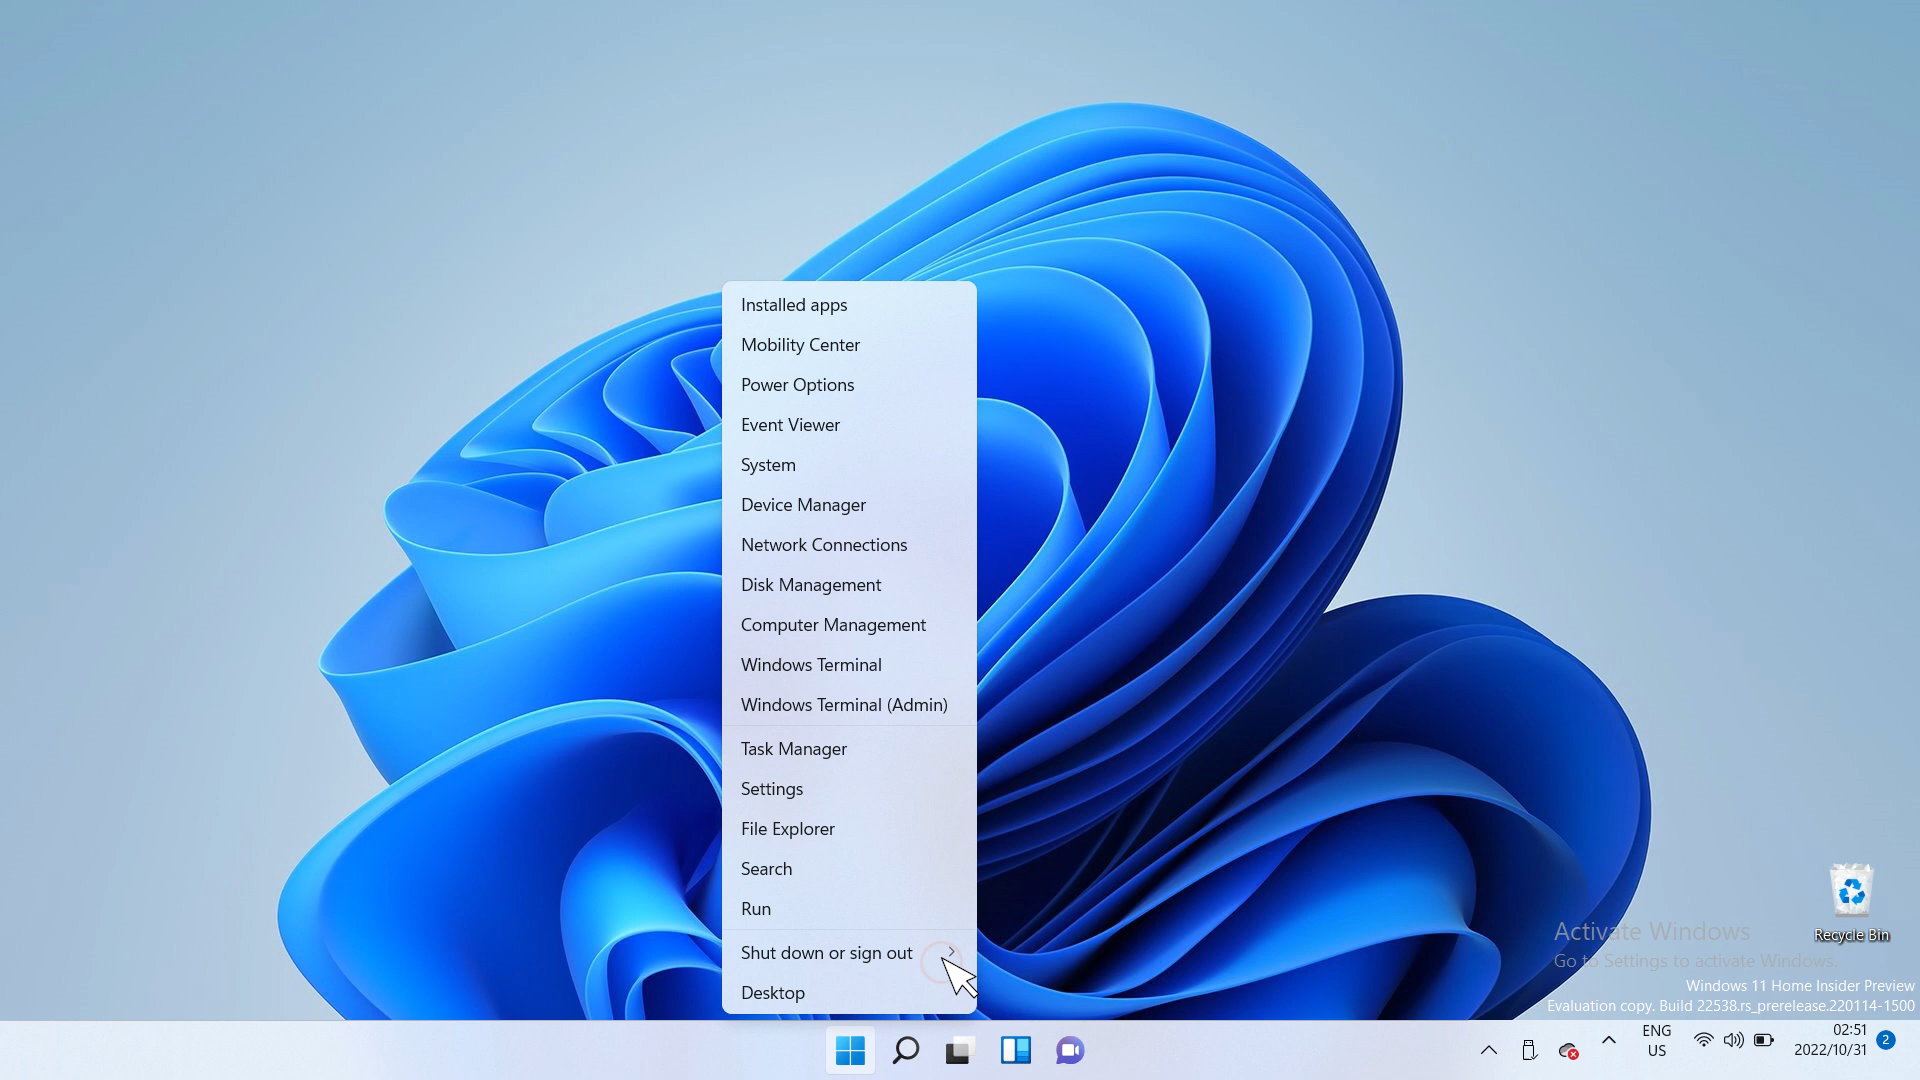 Installed apps
Mobility Center
Power Options
Event Viewer
System
Device Manager
Network Connections
Disk Management
Computer Management
Windows Terminal
Windows Terminal (Admin)
Task Manager
Settings
File Explorer
Search
Run
Shut down or sign out
Desktop
Recycle Bin
Activate Windows
Go to Settings to activate Windows.
Windows 11 Home Insider Preview
Evaluation copy. Build 22538.rs_prerelease.220114-1500
ENG
US
02:51
2022/10/31
2